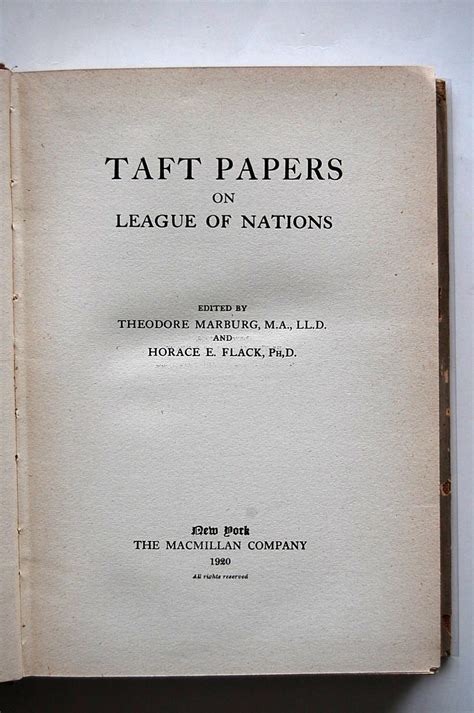 TAFT PAPERS
ON
LEAGUE OF NATIONS
EDITED BY
THEODORE MARBURG, M.A., LL.D.
AND
HORACE E. FLACK, PH,D.
New York
THE MACMILLAN COMPANY
1920
All rights reserved